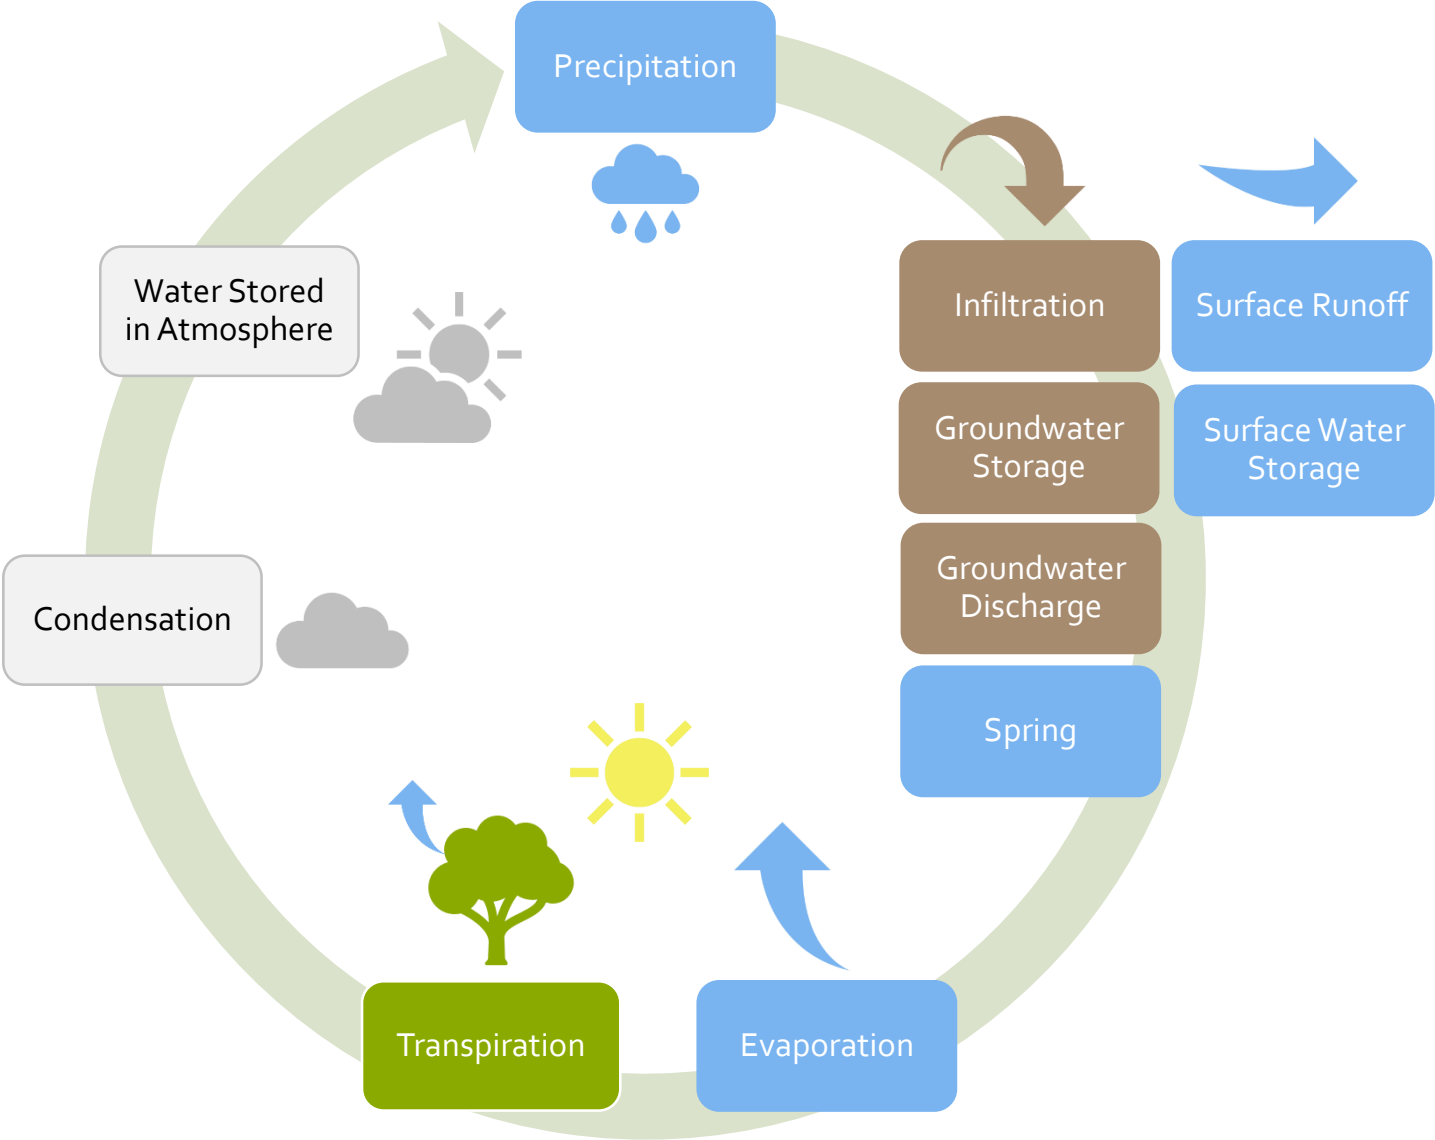 Precipitation
Infiltration
Surface Runoff
Groundwater
Storage
Surface Water
Storage
Groundwater
Discharge
Spring
Evaporation
Transpiration
Condensation
Water Stored
in Atmosphere